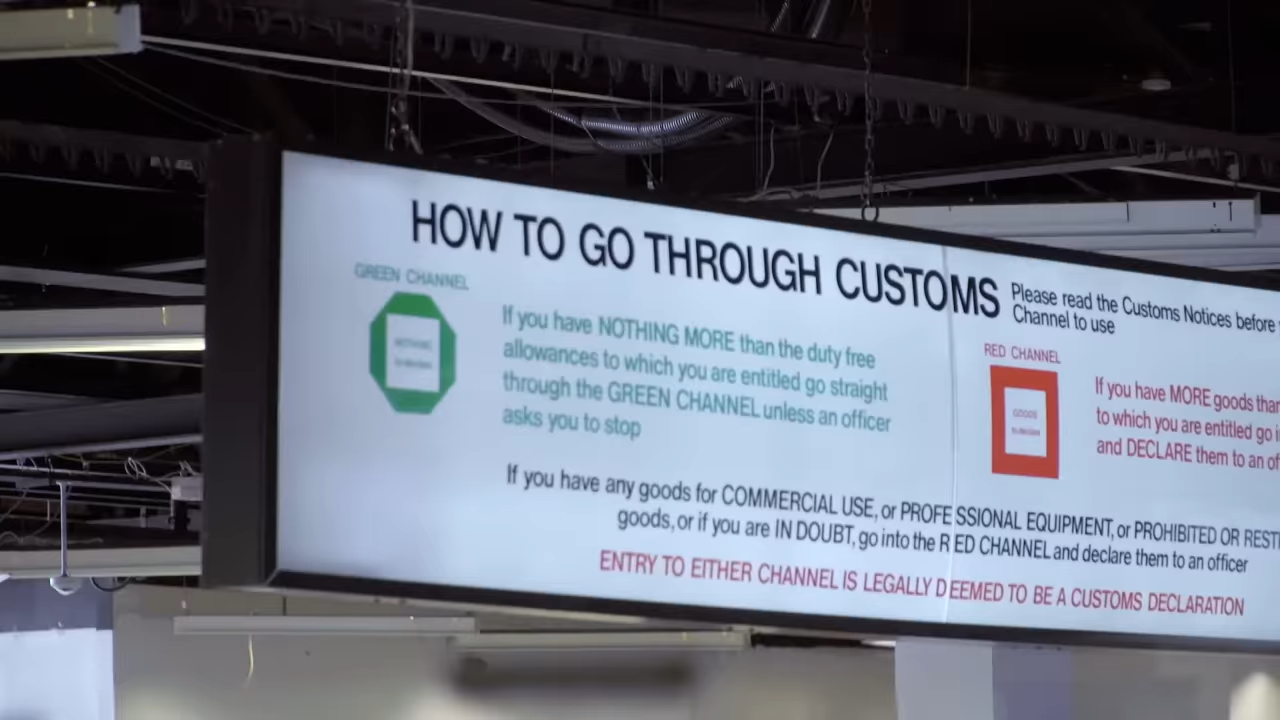 HOW TO GO THROUGH CUSTOMS
Please read the Customs Notices before
Channel to use
GREEN CHANNEL
NOTHING
If you have NOTHING MORE than the duty free
allowances to which you are entitled go straight
through the GREEN CHANNEL unless an officer
asks you to stop
RED CHANNEL
GOODS
If you have MORE goods than
to which you are entitled go
and DECLARE them to an
If you have any goods for COMMERCIAL USE, or PROFESSIONAL EQUIPMENT, or PROHIBITED OR
goods, or if you are IN DOUBT, go into the RED CHANNEL and declare them to an officer
ENTRY TO EITHER CHANNEL IS LEGALLY DEEMED TO BE A CUSTOMS DECLARATION